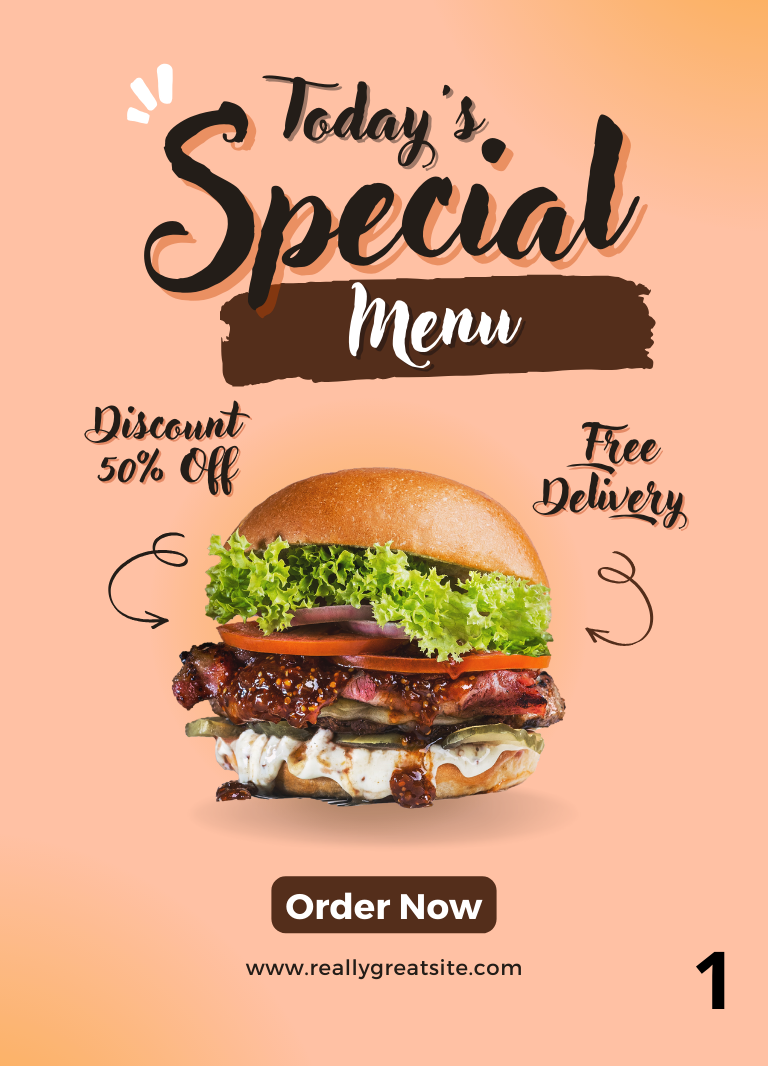 Today's
Special
Menu
Discount
50% Off
Free
Delivery
Order Now
www.reallygreatsite.com
1